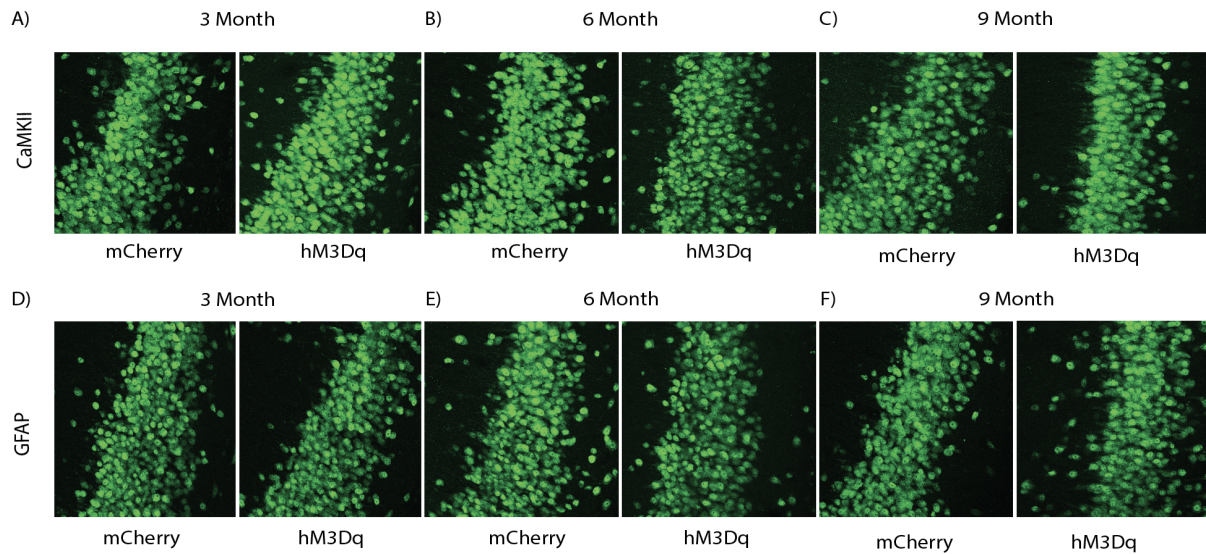 A) 3 Month B) 6 Month C) 9 Month
CaMKII
mCherry hM3Dq mCherry hM3Dq mCherry hM3Dq
D) 3 Month E) 6 Month F) 9 Month
GFAP
mCherry hM3Dq mCherry hM3Dq mCherry hM3Dq